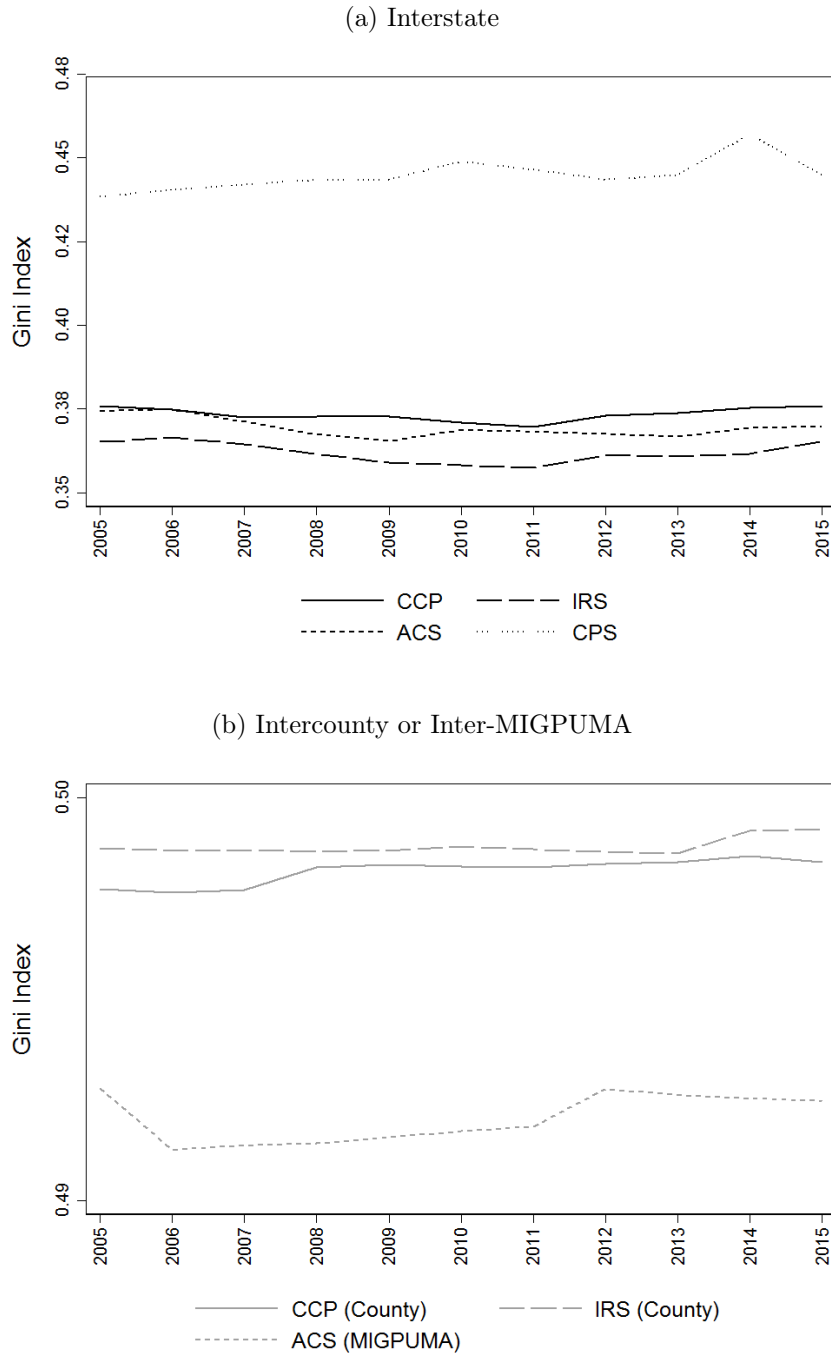 (a) Interstate
0.48
0.45
0.42
0.40
0.38
0.35
Gini Index
2005 2006 2007 2008 2009 2010 2011 2012 2013 2014 2015
CCP IRS
ACS CPS
(b) Intercounty or Inter-MIGPUMA
0.50
0.49
Gini Index
2005 2006 2007 2008 2009 2010 2011 2012 2013 2014 2015
CCP (County) IRS (County)
ACS (MIGPUMA)